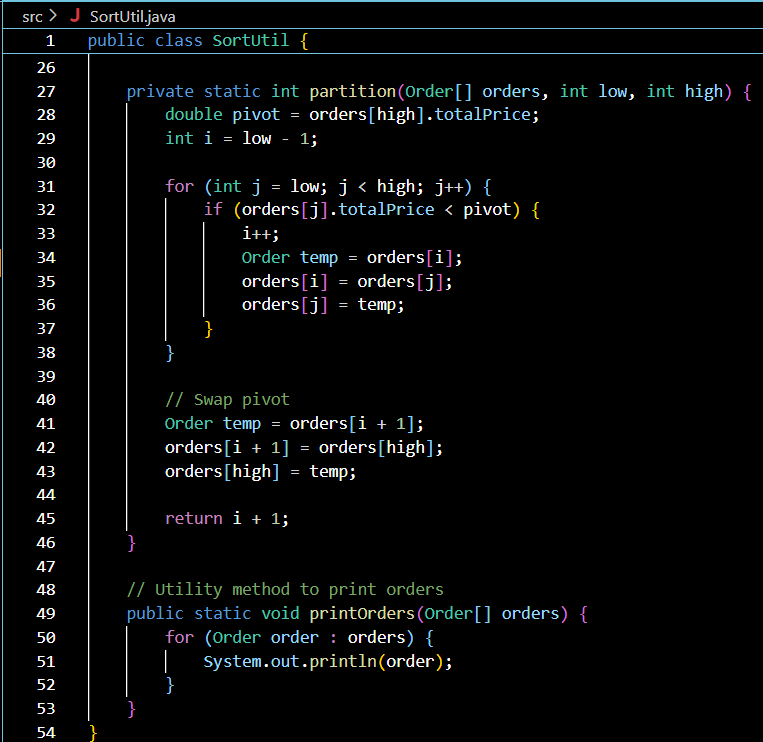 src > J SortUtil.java
1 public class SortUtil {
26
27 private static int partition(Order[] orders, int low, int high) {
28 double pivot = orders[high].totalPrice;
29 int i = low - 1;
30
31 for (int j = low; j < high; j++) {
32 if (orders[j].totalPrice < pivot) {
33 i++;
34 Order temp = orders[i];
35 orders[i] = orders[j];
36 orders[j] = temp;
37 }
38 }
39
40 // Swap pivot
41 Order temp = orders[i + 1];
42 orders[i + 1] = orders[high];
43 orders[high] = temp;
44
45 return i + 1;
46 }
47
48 // Utility method to print orders
49 public static void printOrders(Order[] orders) {
50 for (Order order : orders) {
51 System.out.println(order);
52 }
53 }
54 }